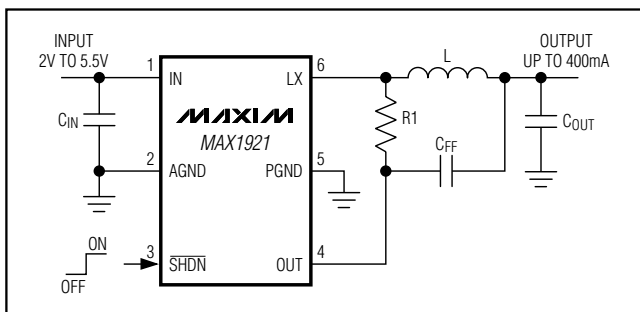 INPUT
2V TO 5.5V
OUTPUT
UP TO 400mA
1
IN
6
LX
L
CIN
MAXIM
MAX1921
R1
CFF
COUT
2
AGND
5
PGND
3
SHDN
4
OUT
ON
OFF